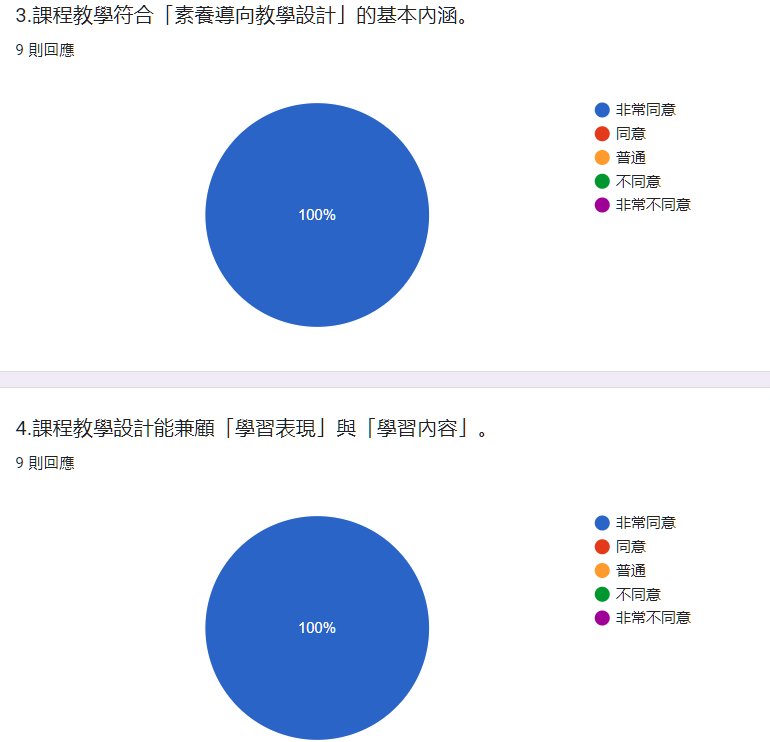 3.課程教學符合「素養導向教學設計」的基本內涵。
9 則回應
非常同意
同意
普通
不同意
非常不同意
100%
4.課程教學設計能兼顧「學習表現」與「學習內容」。
9 則回應
非常同意
同意
普通
不同意
非常不同意
100%